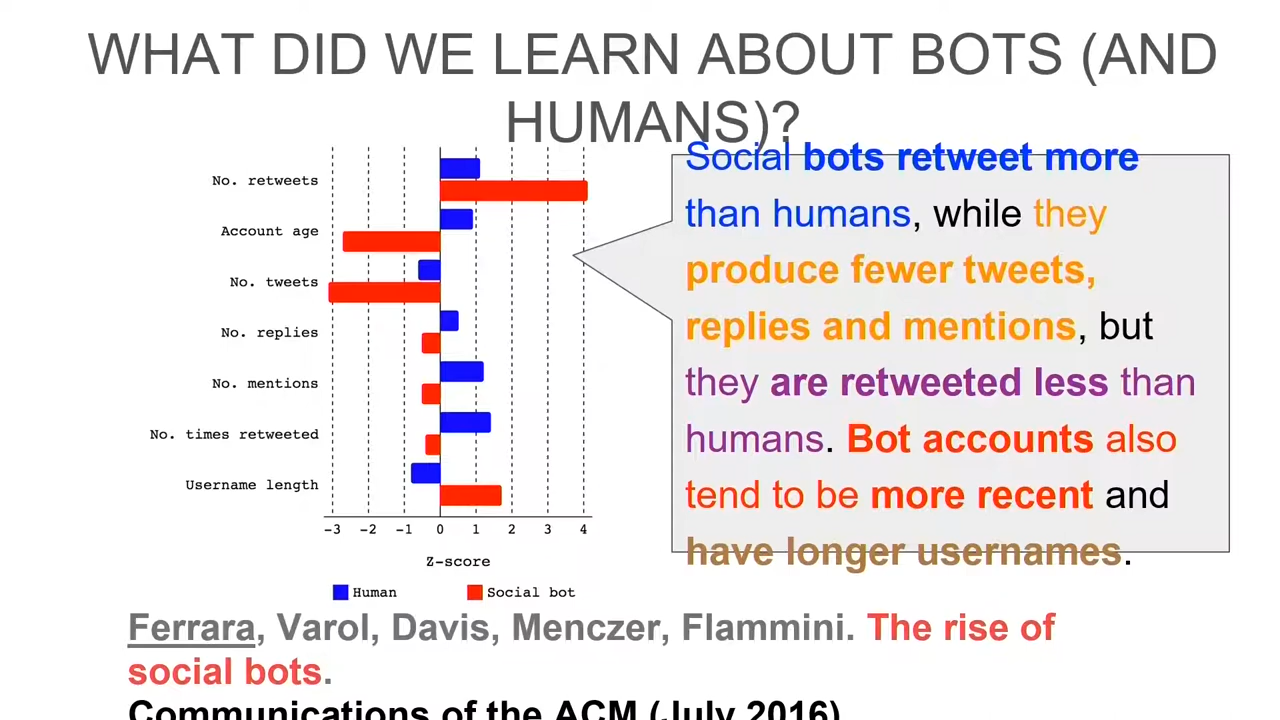 WHAT DID WE LEARN ABOUT BOTS (AND
HUMANS)?
No. retweets
Account age
No. tweets
No. replies
No. mentions
No. times retweeted
Username length
-3 -2 -1 0 1 2 3 4
Z-score
Human Social bot
Social bots retweet more
than humans, while they
produce fewer tweets,
replies and mentions, but
they are retweeted less than
humans. Bot accounts also
tend to be more recent and
have longer usernames.
Ferrara, Varol, Davis, Menczer, Flammini. The rise of
social bots.
Communications of the ACM (July 2016)